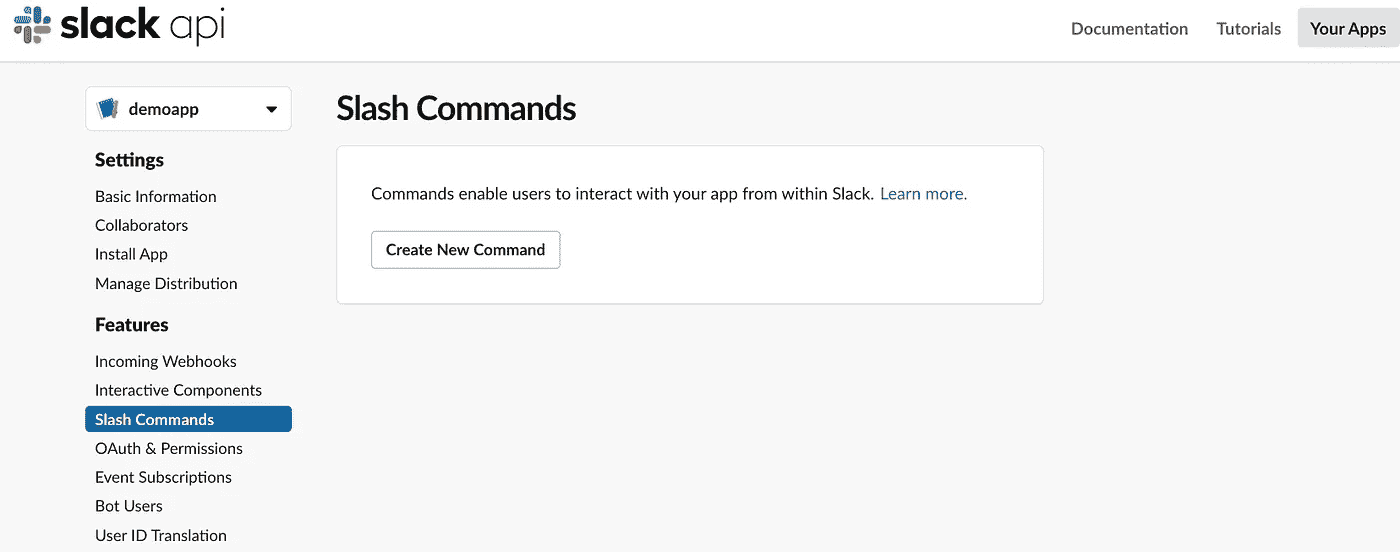 slack api
Documentation Tutorials Your Apps
demoapp
Settings
Basic Information
Collaborators
Install App
Manage Distribution
Features
Incoming Webhooks
Interactive Components
Slash Commands
OAuth & Permissions
Event Subscriptions
Bot Users
User ID Translation
Slash Commands
Commands enable users to interact with your app from within Slack. Learn more.
Create New Command